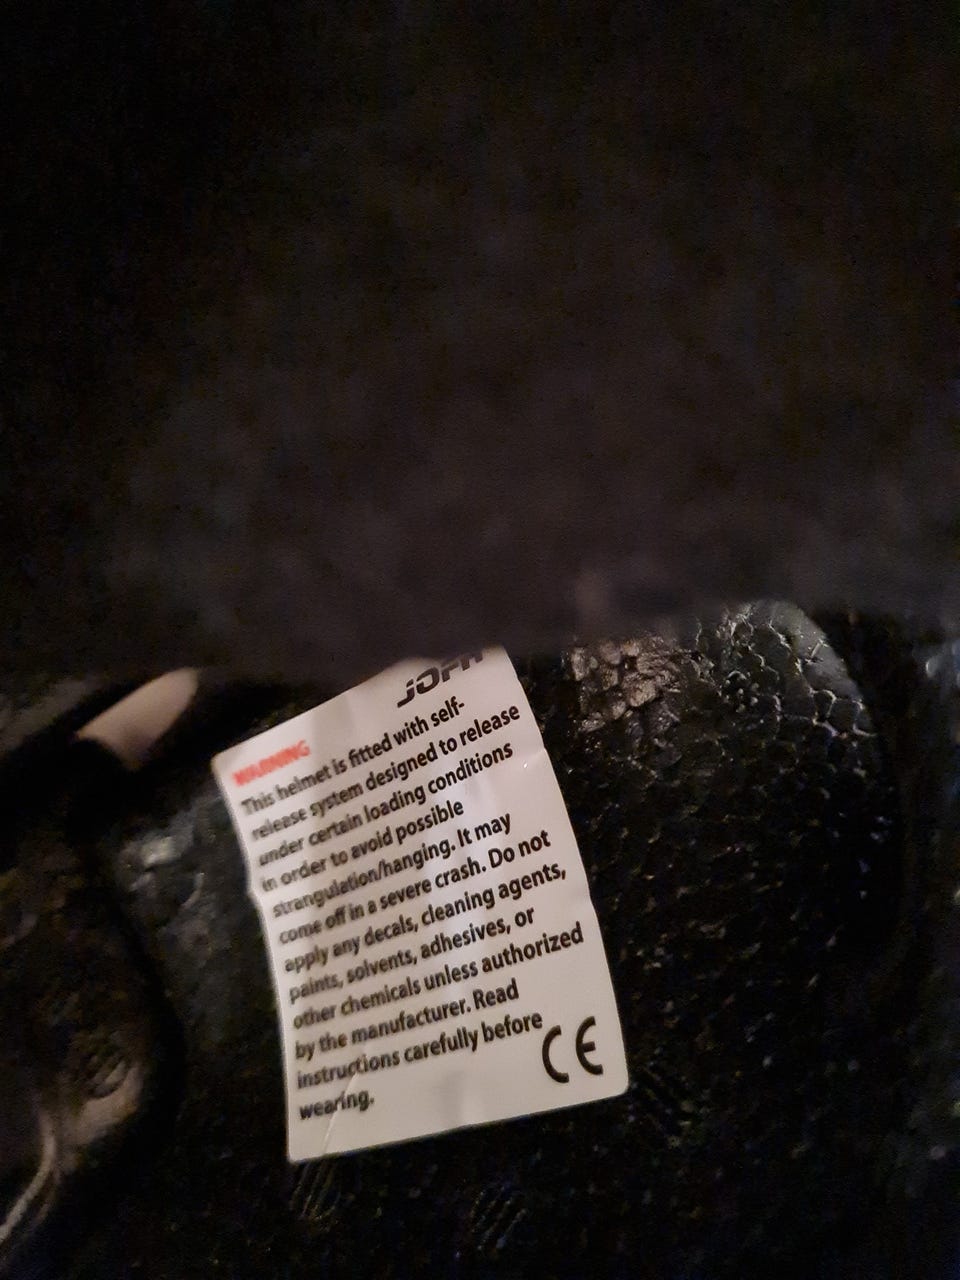 JOFA
WARNING
This helmet is fitted with self-
release system designed to release
under certain loading conditions
in order to avoid possible
strangulation/hanging. It may
come off in a severe crash. Do not
apply any decals, cleaning agents,
paints, solvents, adhesives, or
other chemicals unless authorized
by the manufacturer. Read
instructions carefully before
wearing.
CE